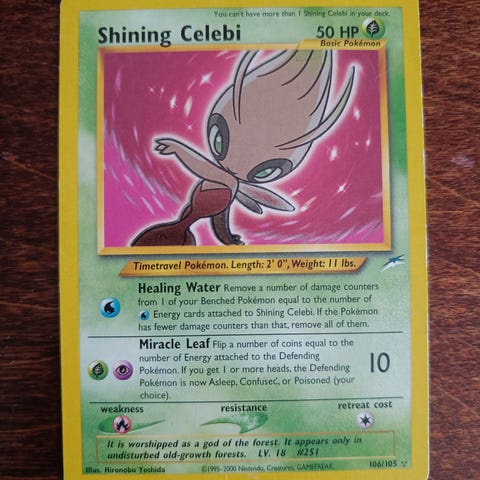 You can't have more than 1 Shining Celebi in your deck.
Shining Celebi 50 HP
Basic Pokémon
Timetravel Pokémon. Length: 2' 0", Weight: 11 lbs.
Healing Water Remove a number of damage counters
from 1 of your Benched Pokémon equal to the number of
Energy cards attached to Shining Celebi. If the Pokémon
has fewer damage counters than that, remove all of them.
Miracle Leaf Flip a number of coins equal to the
number of Energy attached to the Defending
Pokémon. If you get 1 or more heads, the Defending 10
Pokémon is now Asleep, Confused, or Poisoned (your
choice).
weakness resistance retreat cost
It is worshipped as a god of the forest. It appears only in
undisturbed old-growth forests. LV. 18 #251
Illus. Hironobu Yoshida ©1995-2000 Nintendo, Creatures, GAMEFREAK. 106/105